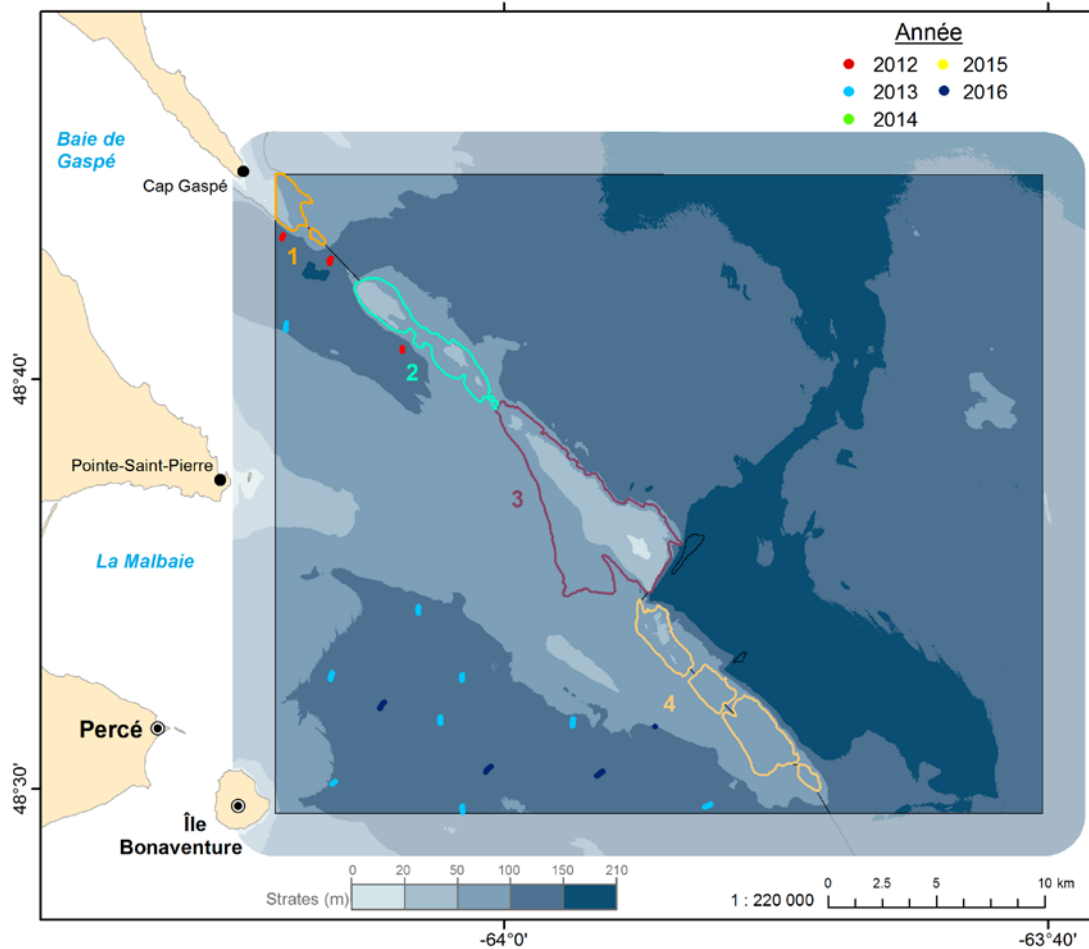 Année
2012
2015
2013
2016
2014
Baie de
Gaspé
Cap Gaspé
1
2
48°40'
Pointe-Saint-Pierre
3
La Malbaie
4
Percé
48°30'
Île
Bonaventure
0 20 50 100 150 210
Strates (m)
1 : 220 000
0 2.5 5 10 km
-64°0'
-63°40'